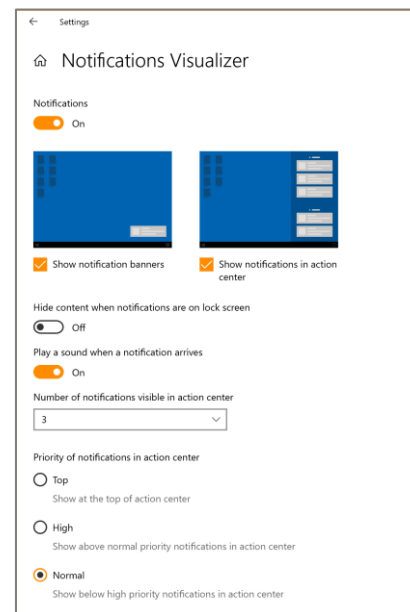 Settings
Notifications Visualizer
Notifications
On
Show notification banners
Show notifications in action
center
Hide content when notifications are on lock screen
Off
Play a sound when a notification arrives
On
Number of notifications visible in action center
3
Priority of notifications in action center
Top
Show at the top of action center
High
Show above normal priority notifications in action center
Normal
Show below high priority notifications in action center